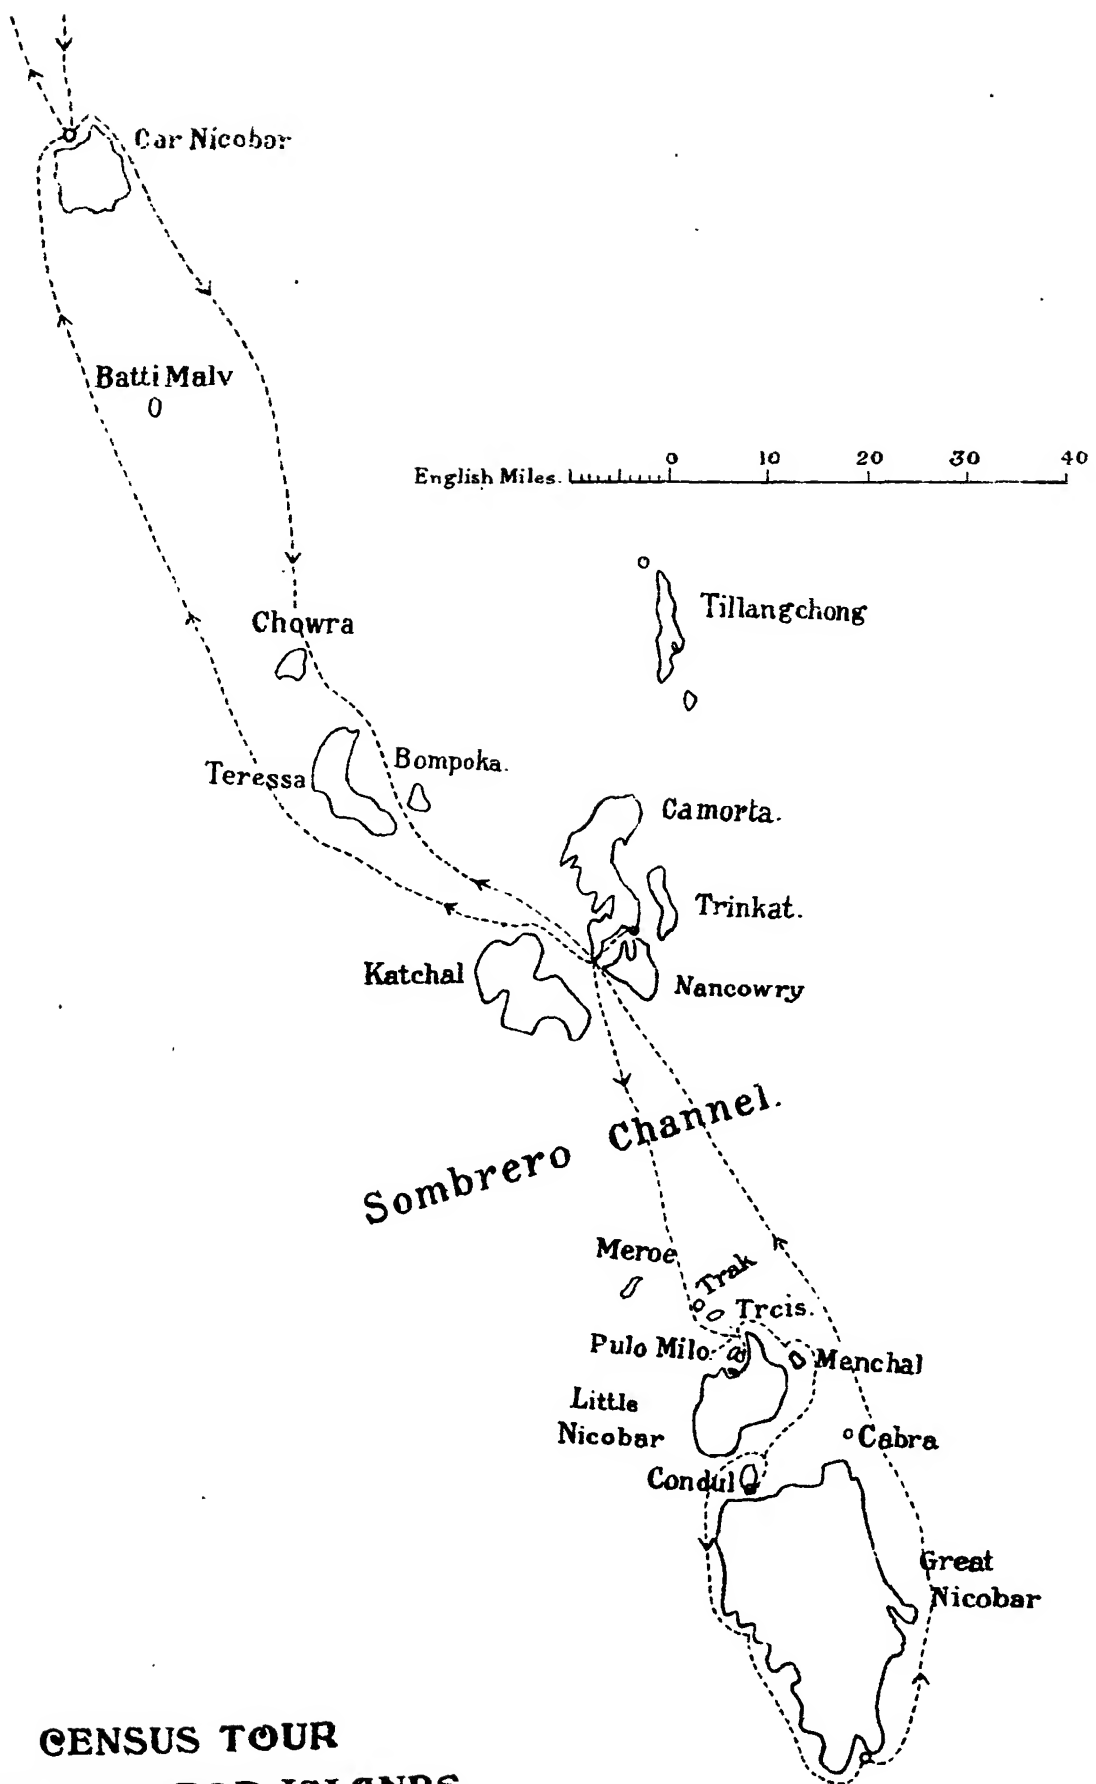 Car Nicobar
Batti Malv
0 10 20 30 40
English Miles.
Tillangchong
Chowra
Bompoka.
Teressa
Camorta.
Trinkat.
Katchal
Nancowry
Sombrero Channel.
Meroe
Trak
Treis.
Pulo Milo
Menchal
Little
Nicobar
Cabra
Condul
Great
Nicobar
CENSUS TOUR
ISLANDS